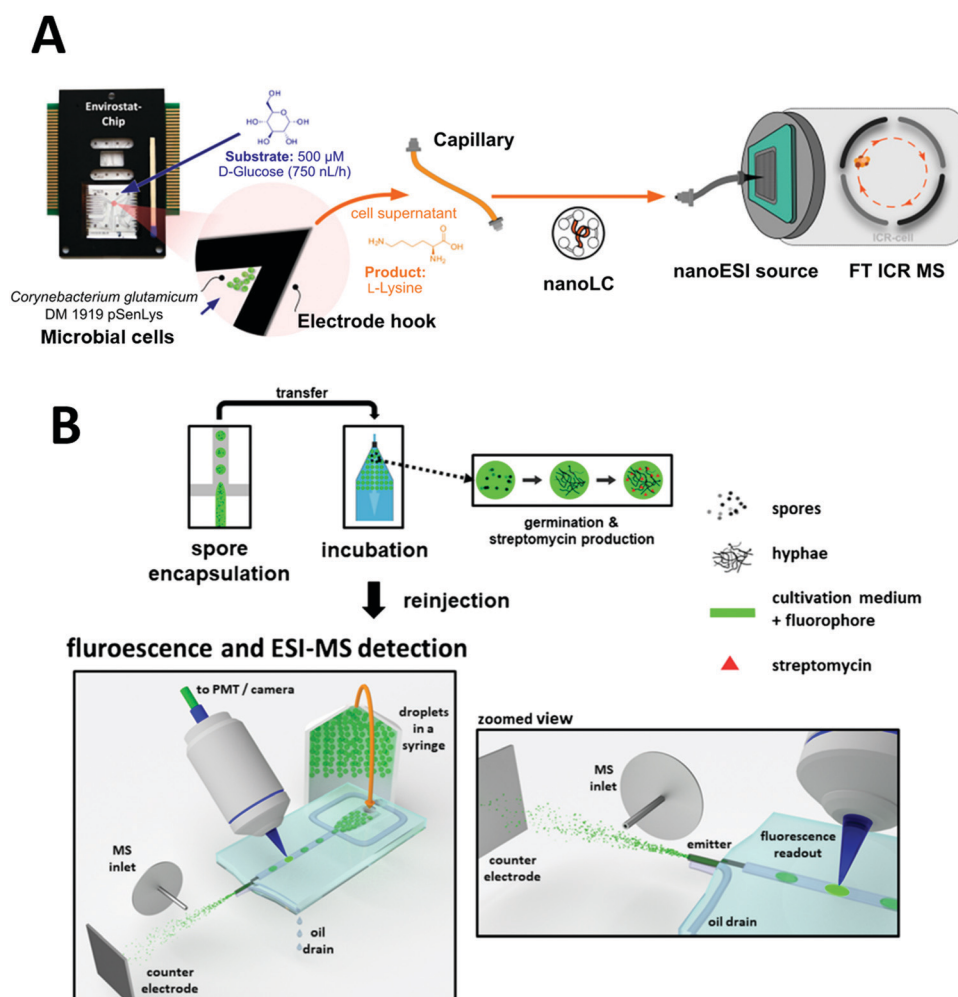 A
Envirostat-
Chip
HO
OH
O
HO
OH
OH
Substrate: 500 µM
D-Glucose (750 nL/h)
Capillary
cell supernatant
H₂N
O
OH
NH₂
Product:
L-Lysine
nanoLC
ICR-cell
nanoESI source
FT ICR MS
Corynebacterium glutamicum
DM 1919 pSenLys
Microbial cells
Electrode hook
B
transfer
spore
encapsulation
incubation
germination &
streptomycin production
spores
hyphae
cultivation medium
+ fluorophore
streptomycin
reinjection
fluroescence and ESI-MS detection
to PMT / camera
droplets
in a
syringe
MS
inlet
oil
drain
counter
electrode
zoomed view
MS
inlet
emitter
fluorescence
readout
counter
electrode
oil drain